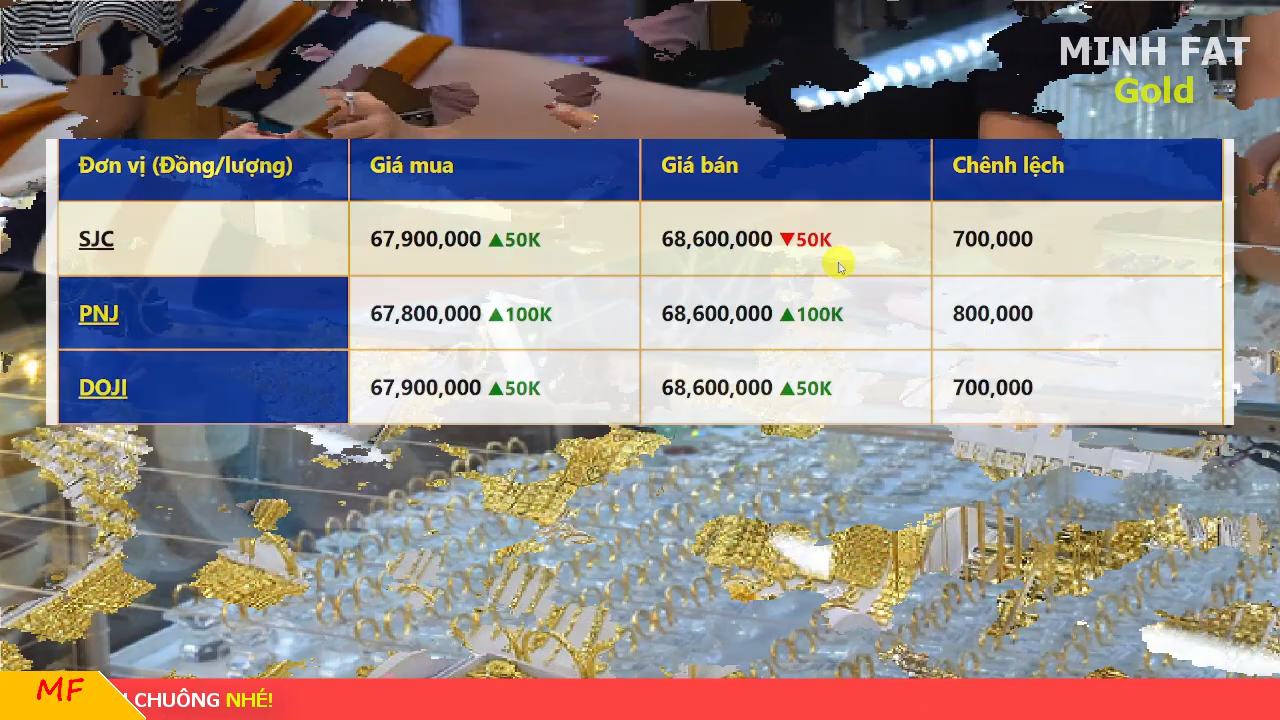 MINH FAT
Gold
Đơn vị (Đồng/lượng) Giá mua Giá bán Chênh lệch
SJC 67,900,000 ▲50K 68,600,000 ▼50K 700,000
PNJ 67,800,000 ▲100K 68,600,000 ▲100K 800,000
DOJI 67,900,000 ▲50K 68,600,000 ▲50K 700,000
MF CHUÔNG NHÉ!